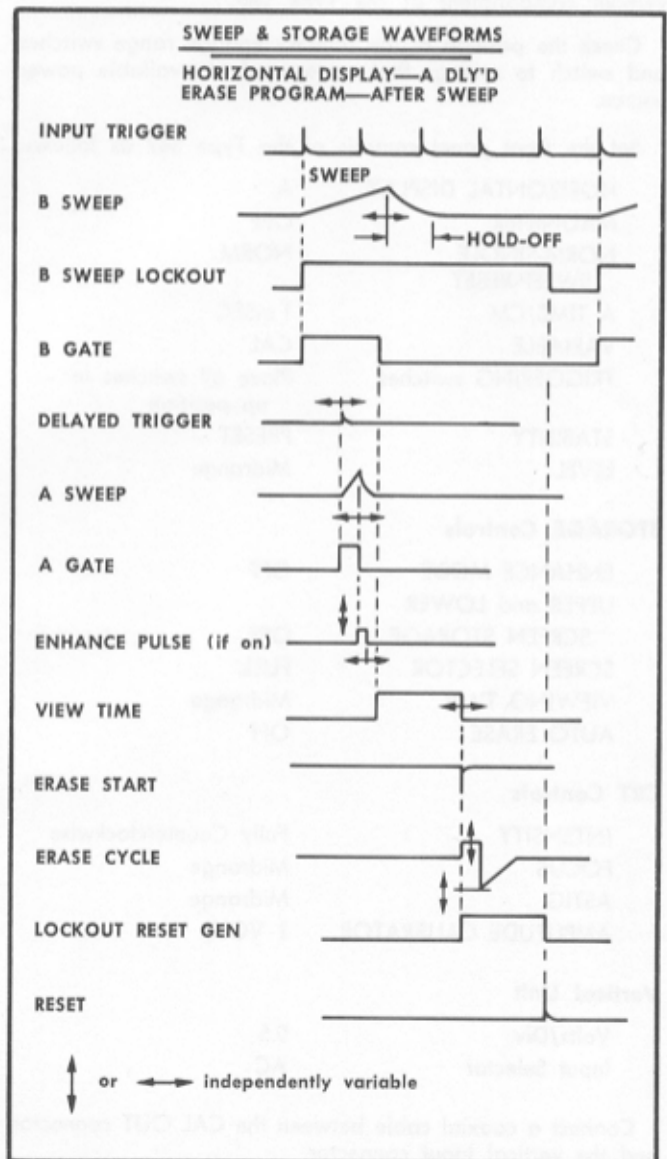 SWEEP & STORAGE WAVEFORMS
HORIZONTAL DISPLAY—A DLY'D
ERASE PROGRAM—AFTER SWEEP
INPUT TRIGGER
SWEEP
B SWEEP
HOLD-OFF
B SWEEP LOCKOUT
B GATE
DELAYED TRIGGER
A SWEEP
A GATE
ENHANCE PULSE (if on)
VIEW TIME
ERASE START
ERASE CYCLE
LOCKOUT RESET GEN
RESET
or independently variable